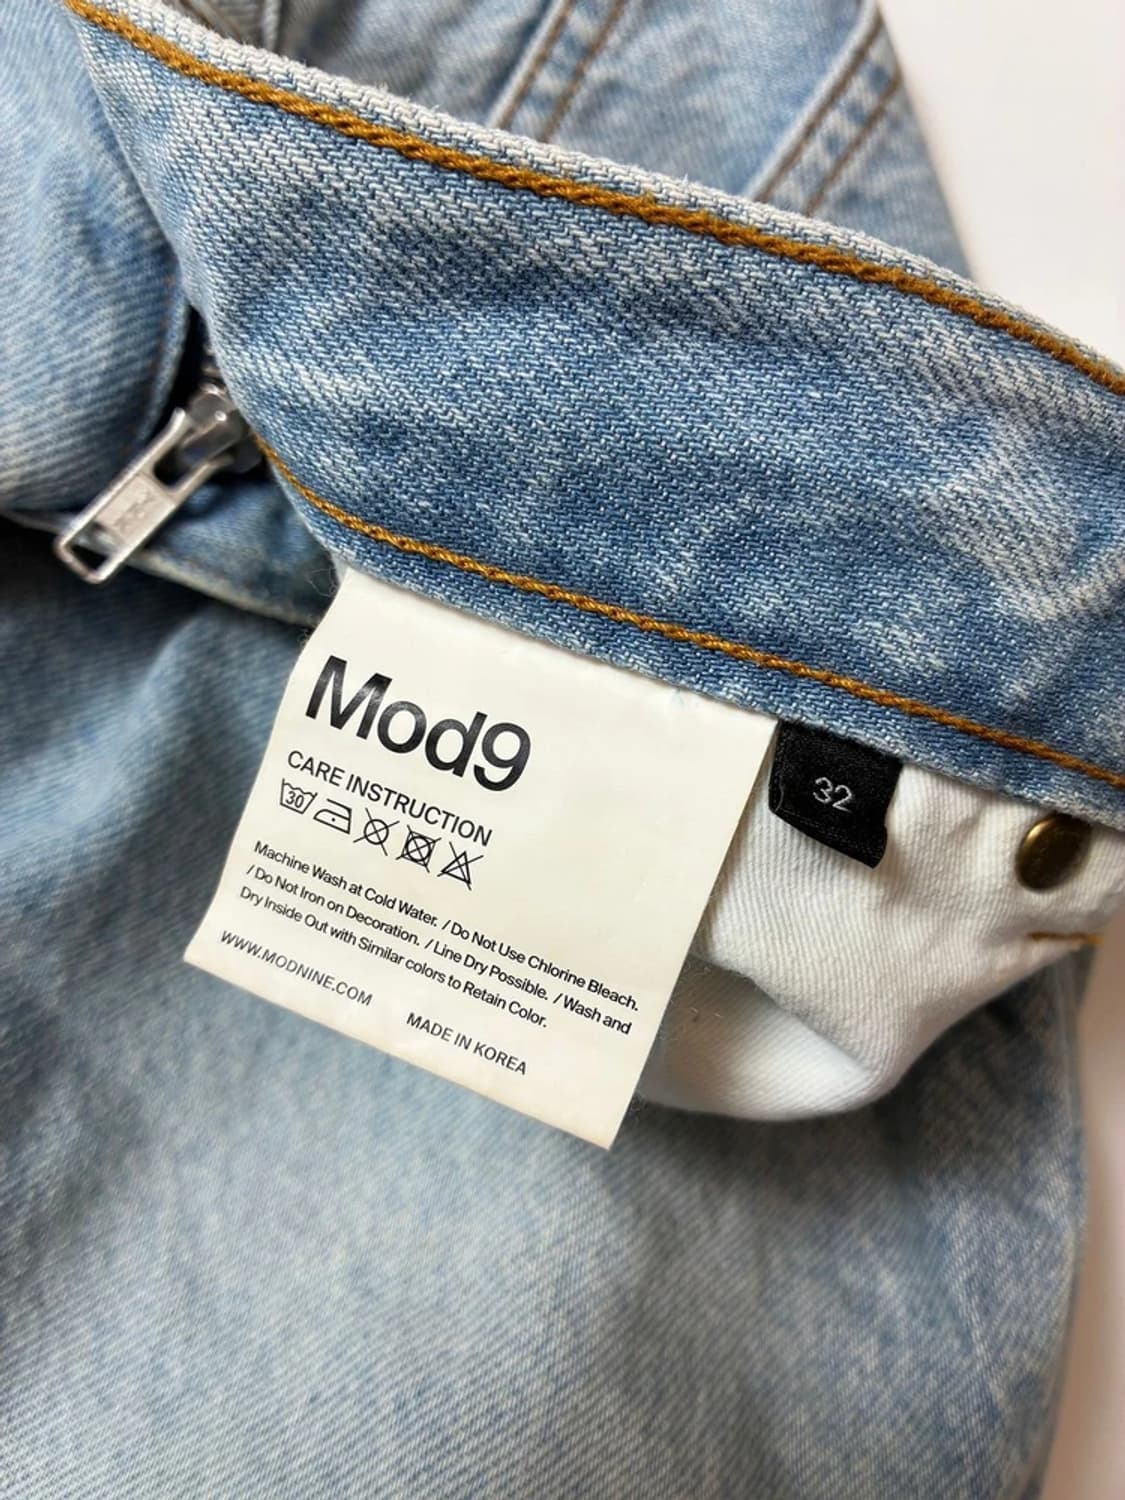 Mod9
CARE INSTRUCTION
30
Machine Wash at Cold Water. / Do Not Use Chlorine Bleach.
/ Do Not Iron on Decoration. / Line Dry Possible. / Wash and
Dry Inside Out with Similar colors to Retain Color.
WWW.MODNINE.COM
MADE IN KOREA
32